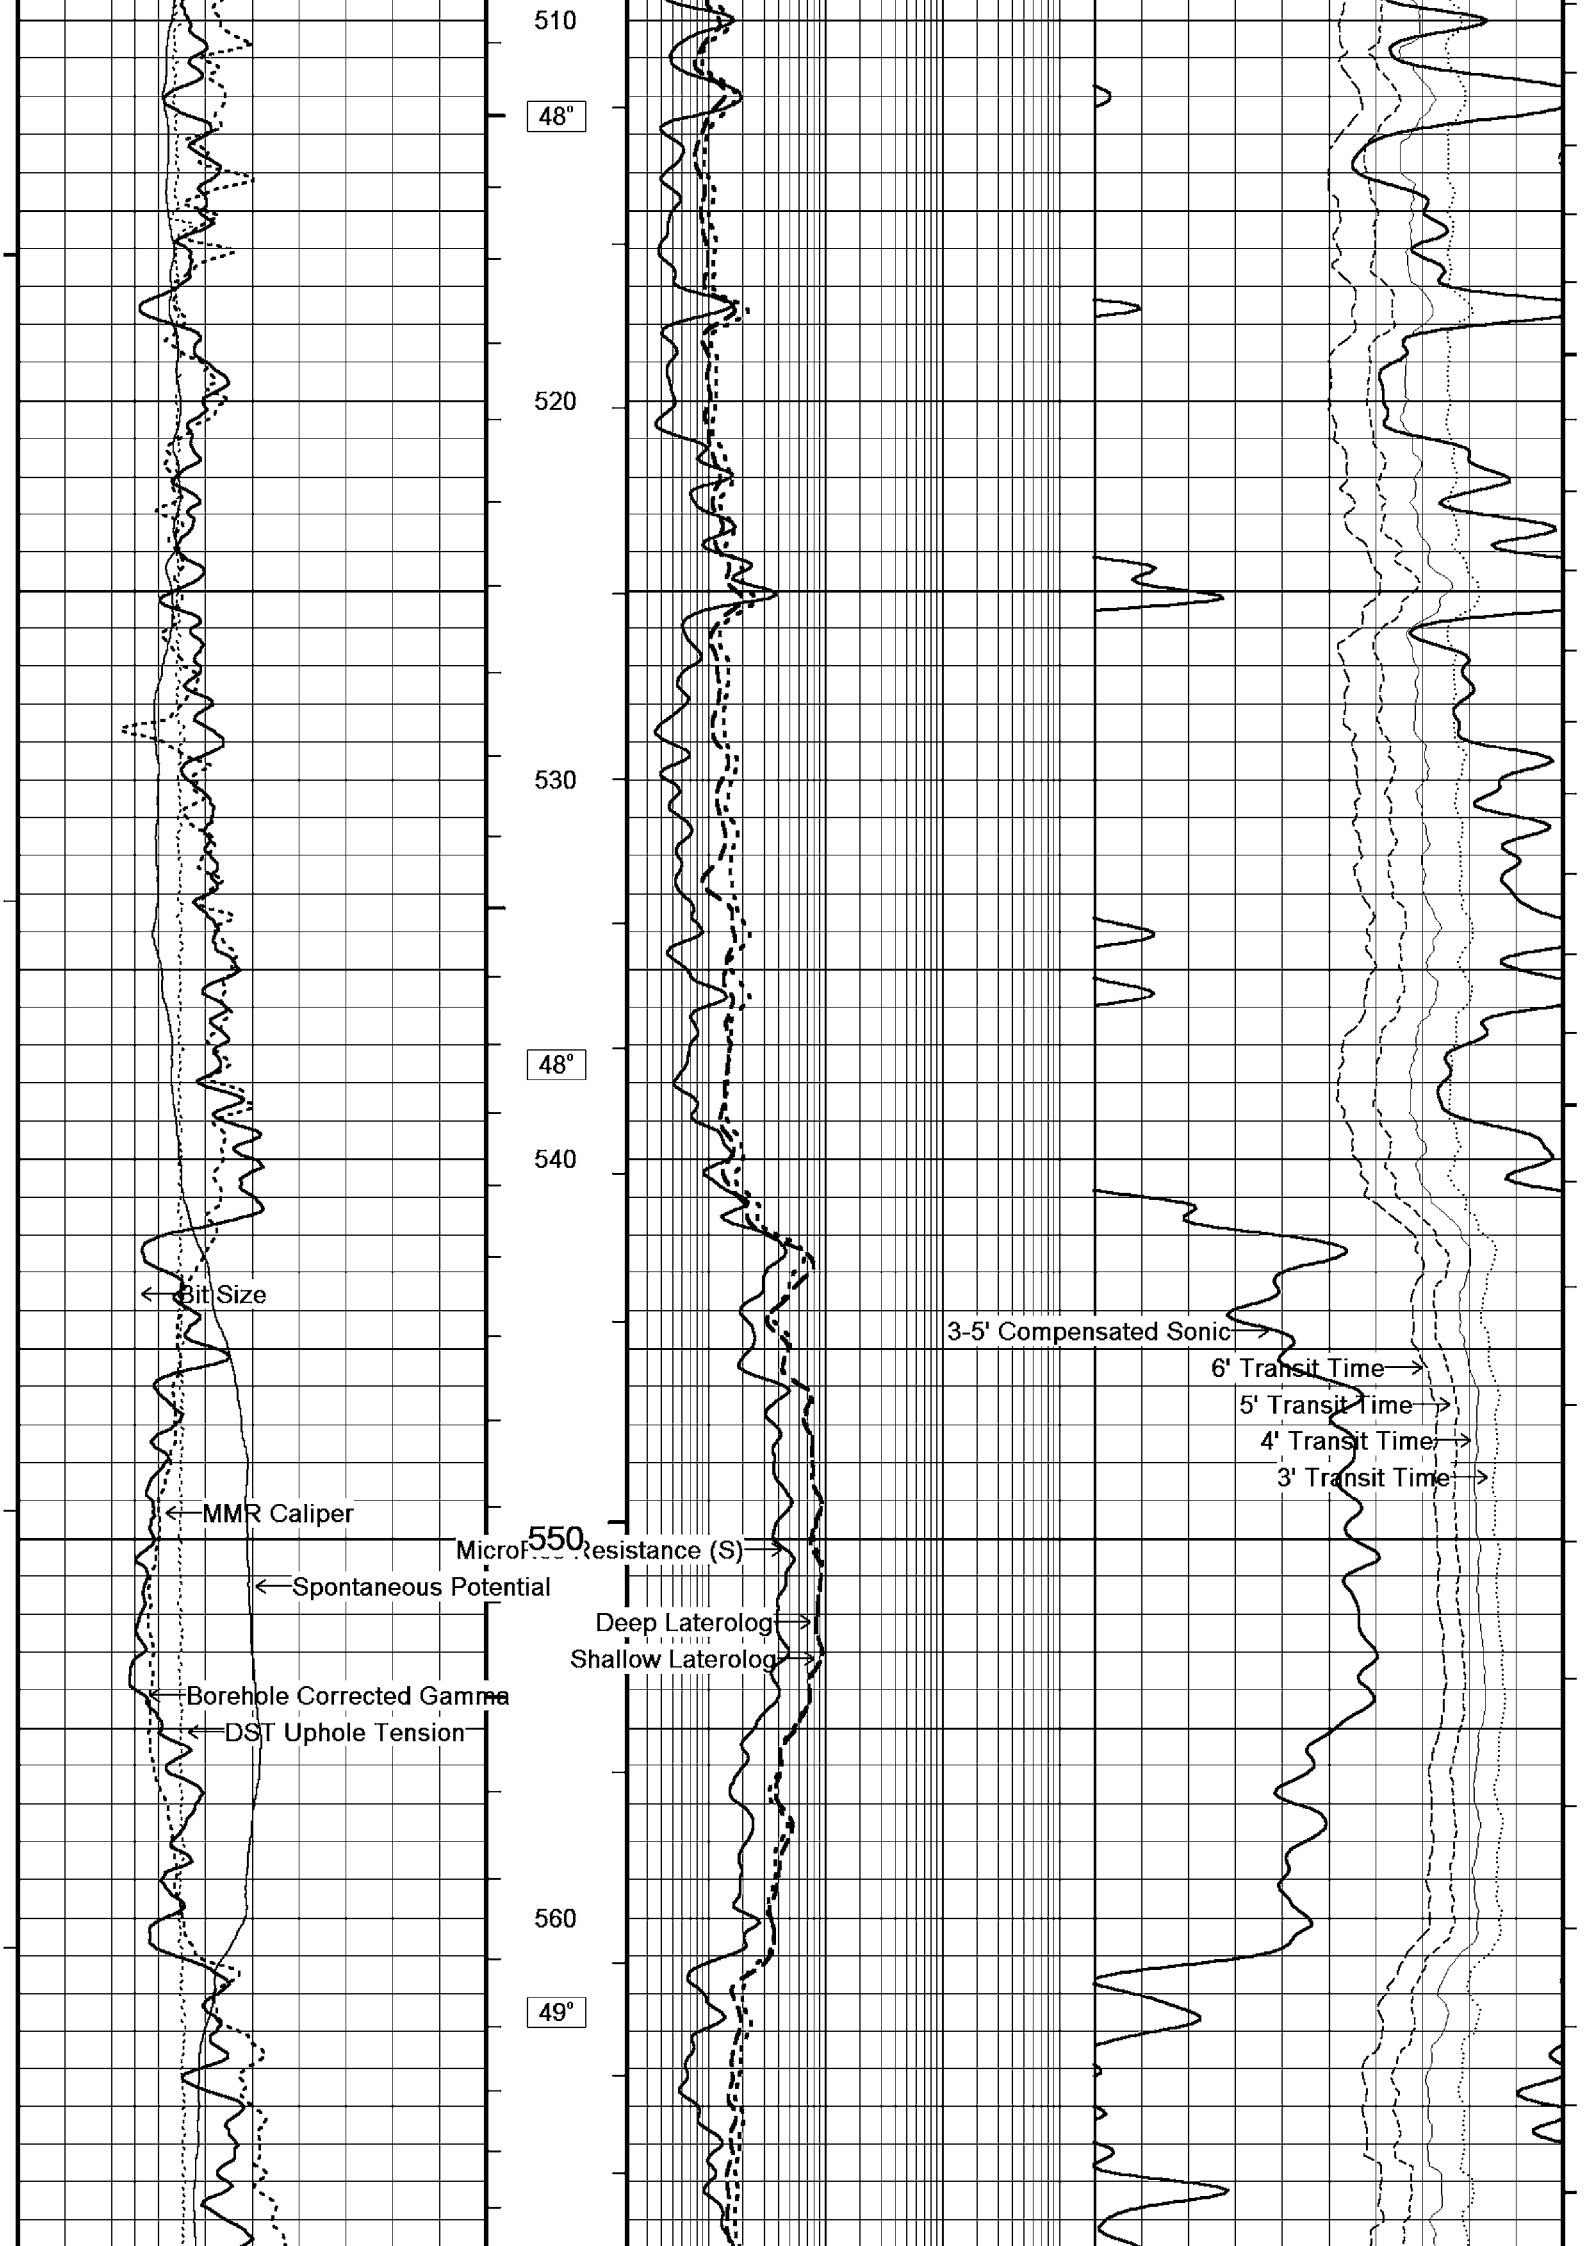 510
48°
520
530
48°
540
Bit Size
3-5' Compensated Sonic
6' Transit Time
5' Transit Time
4' Transit Time
3' Transit Time
MMR Caliper
550
Resistance (S)
Spontaneous Potential
Deep Laterolog
Shallow Laterolog
Borehole Corrected Gamma
DST Uphole Tension
560
49°